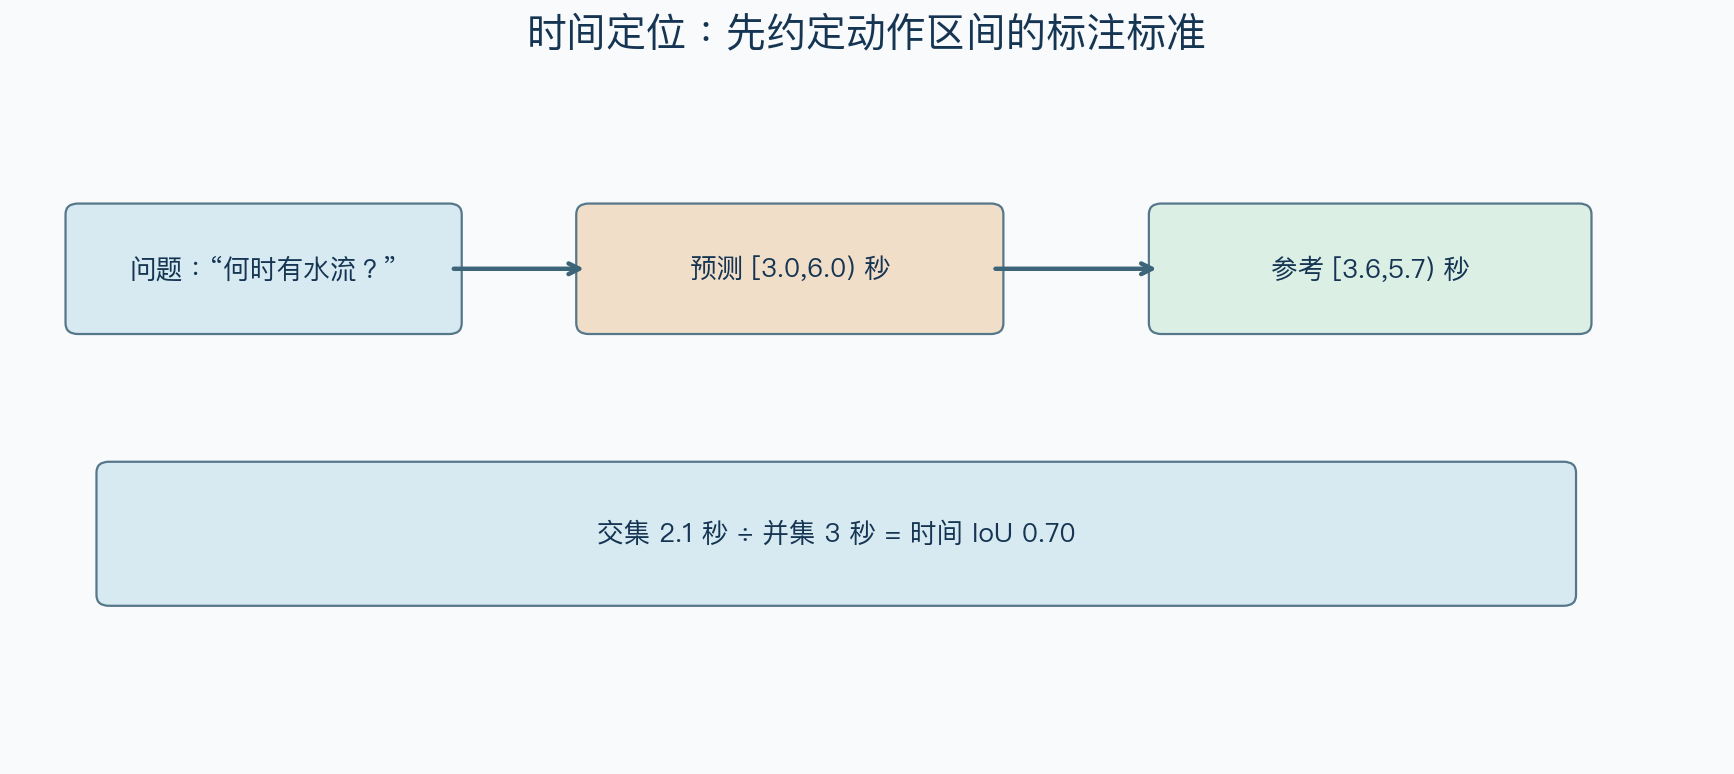 时间定位：先约定动作区间的标注标准
问题：“何时有水流？”
预测 [3.0,6.0) 秒
参考 [3.6,5.7) 秒
交集 2.1 秒 ÷ 并集 3 秒 = 时间 IoU 0.70